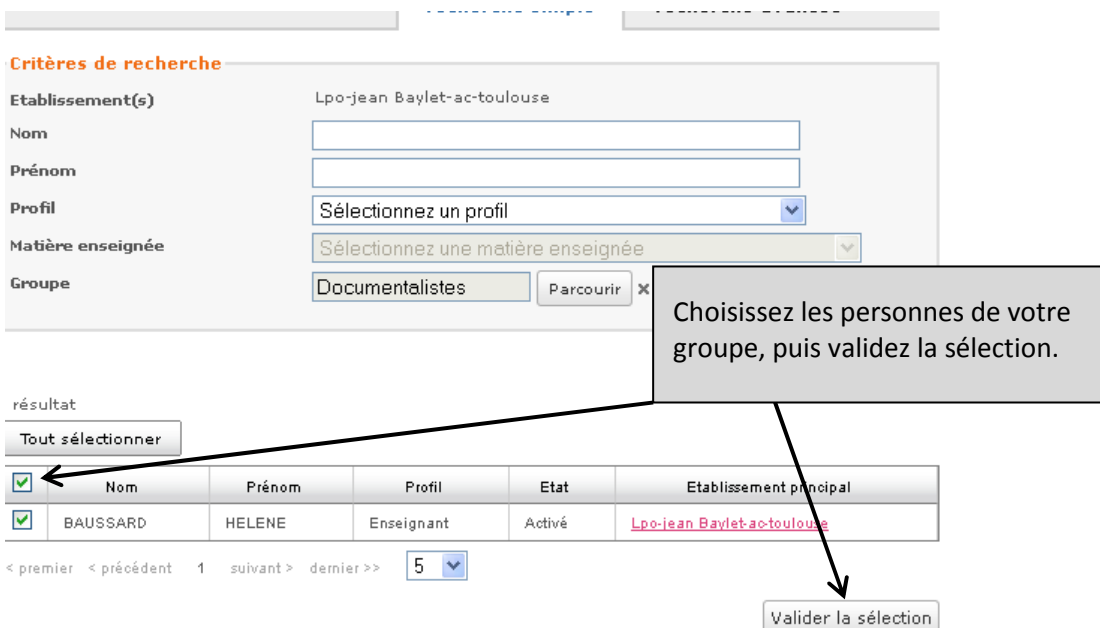 Critères de recherche
Etablissement(s) Lpo-jean Baylet-ac-toulouse
Nom
Prénom
Profil Sélectionnez un profil
Matière enseignée Sélectionnez une matière enseignée
Groupe Documentalistes Parcourir
Choisissez les personnes de votre
groupe, puis validez la sélection.
résultat
Tout sélectionner
Nom Prénom Profil Etat Etablissement principal
BAUSSARD HELENE Enseignant Activé Lpo-jean Baylet-ac-toulouse
< premier < précédent 1 suivant > dernier >> 5
Valider la sélection